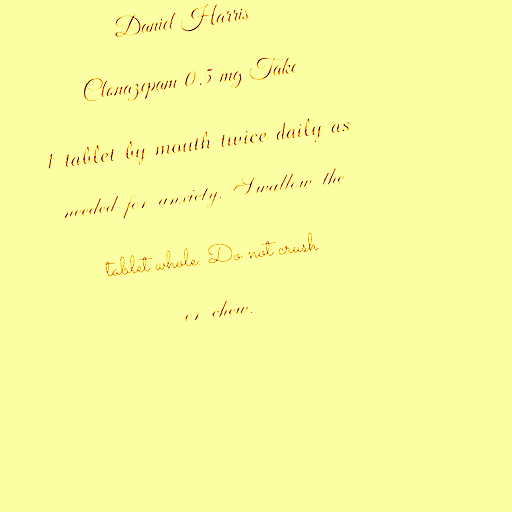 Daniel Harris
Clonazepam 0.5 mg Take
1 tablet by mouth twice daily as
needed for anxiety. Swallow the
tablet whole. Do not crush
or chew.